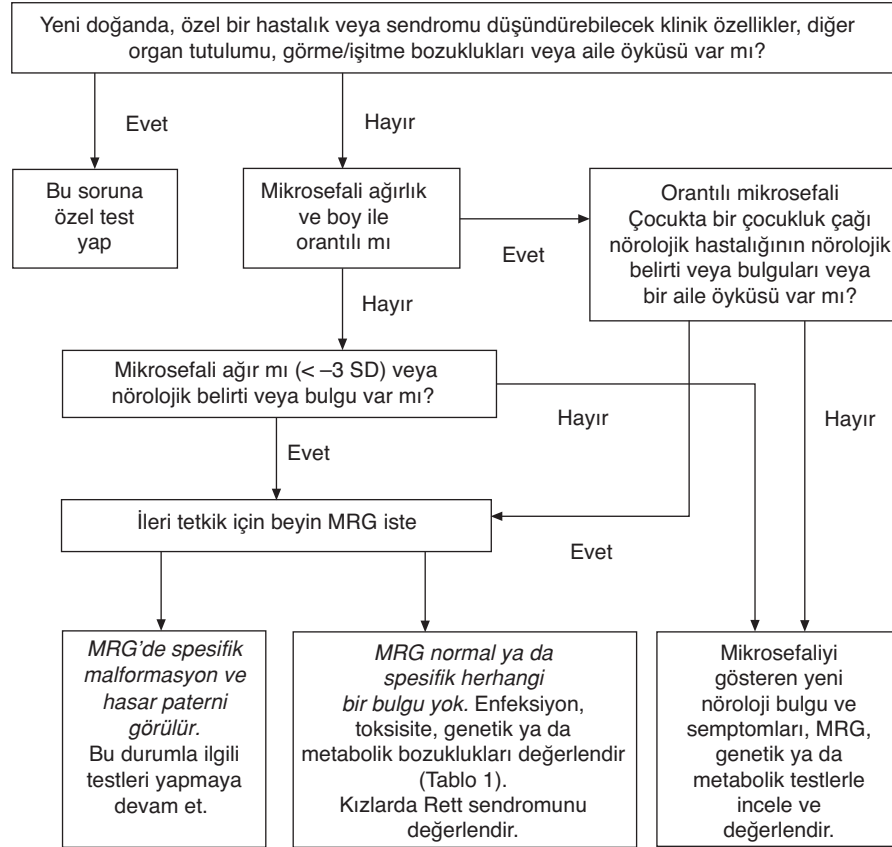 Yeni doğanda, özel bir hastalık veya sendromu düşündürebilecek klinik özellikler, diğer
organ tutulumu, görme/işitme bozuklukları veya aile öyküsü var mı?
Evet
Hayır
Bu soruna
özel test
yap
Mikrosefali ağırlık
ve boy ile
orantılı mı
Evet
Orantılı mikrosefali
Çocukta bir çocukluk çağı
nörolojik hastalığının nörolojik
belirti veya bulguları veya
bir aile öyküsü var mı?
Hayır
Mikrosefali ağır mı (< –3 SD) veya
nörolojik belirti veya bulgu var mı?
Hayır
Hayır
Evet
İleri tetkik için beyin MRG iste
Evet
MRG’de spesifik
malformasyon ve
hasar paterni
görülür.
Bu durumla ilgili
testleri yapmaya
devam et.
MRG normal ya da
spesifik herhangi
bir bulgu yok. Enfeksiyon,
toksisite, genetik ya da
metabolik bozuklukları değerlendir
(Tablo 1).
Kızlarda Rett sendromunu
değerlendir.
Mikrosefaliyi
gösteren yeni
nöroloji bulgu ve
semptomları, MRG,
genetik ya da
metabolik testlerle
incele ve
değerlendir.